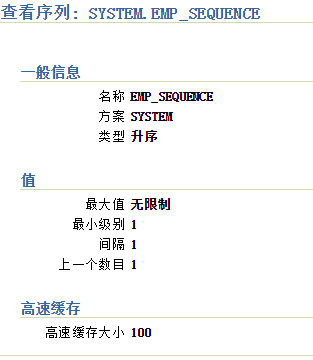 查看序列: SYSTEM.EMP_SEQUENCE
一般信息
名称 EMP_SEQUENCE
方案 SYSTEM
类型 升序
值
最大值 无限制
最小级别 1
间隔 1
上一个数目 1
高速缓存
高速缓存大小 100